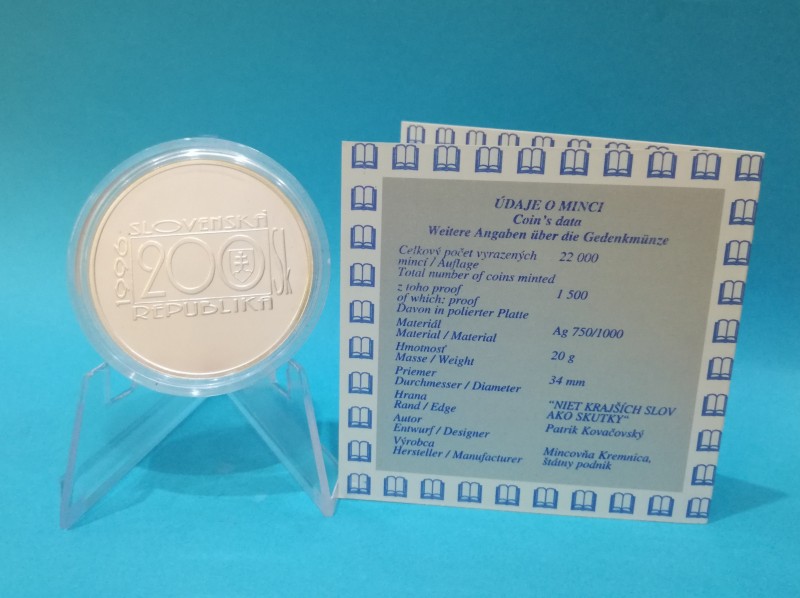 1996
SLOVENSKÁ
200 Sk
REPUBLIKA
ÚDAJE O MINCI
Coin's data
Weitere Angaben über die Gedenkmünze
Celkový počet vyrazených
mincí / Auflage
Total number of coins minted
22 000
z toho proof
of which: proof
Davon in polierter Platte
1 500
Materiál
Material / Material
Ag 750/1000
Hmotnosť
Masse / Weight
20 g
Priemer
Durchmesser / Diameter
34 mm
Hrana
Rand / Edge
"NIET KRAJŠÍCH SLOV
AKO SKUTKY"
Autor
Entwurf / Designer
Patrik Kovačovský
Výrobca
Hersteller / Manufacturer
Mincovňa Kremnica,
štátny podnik